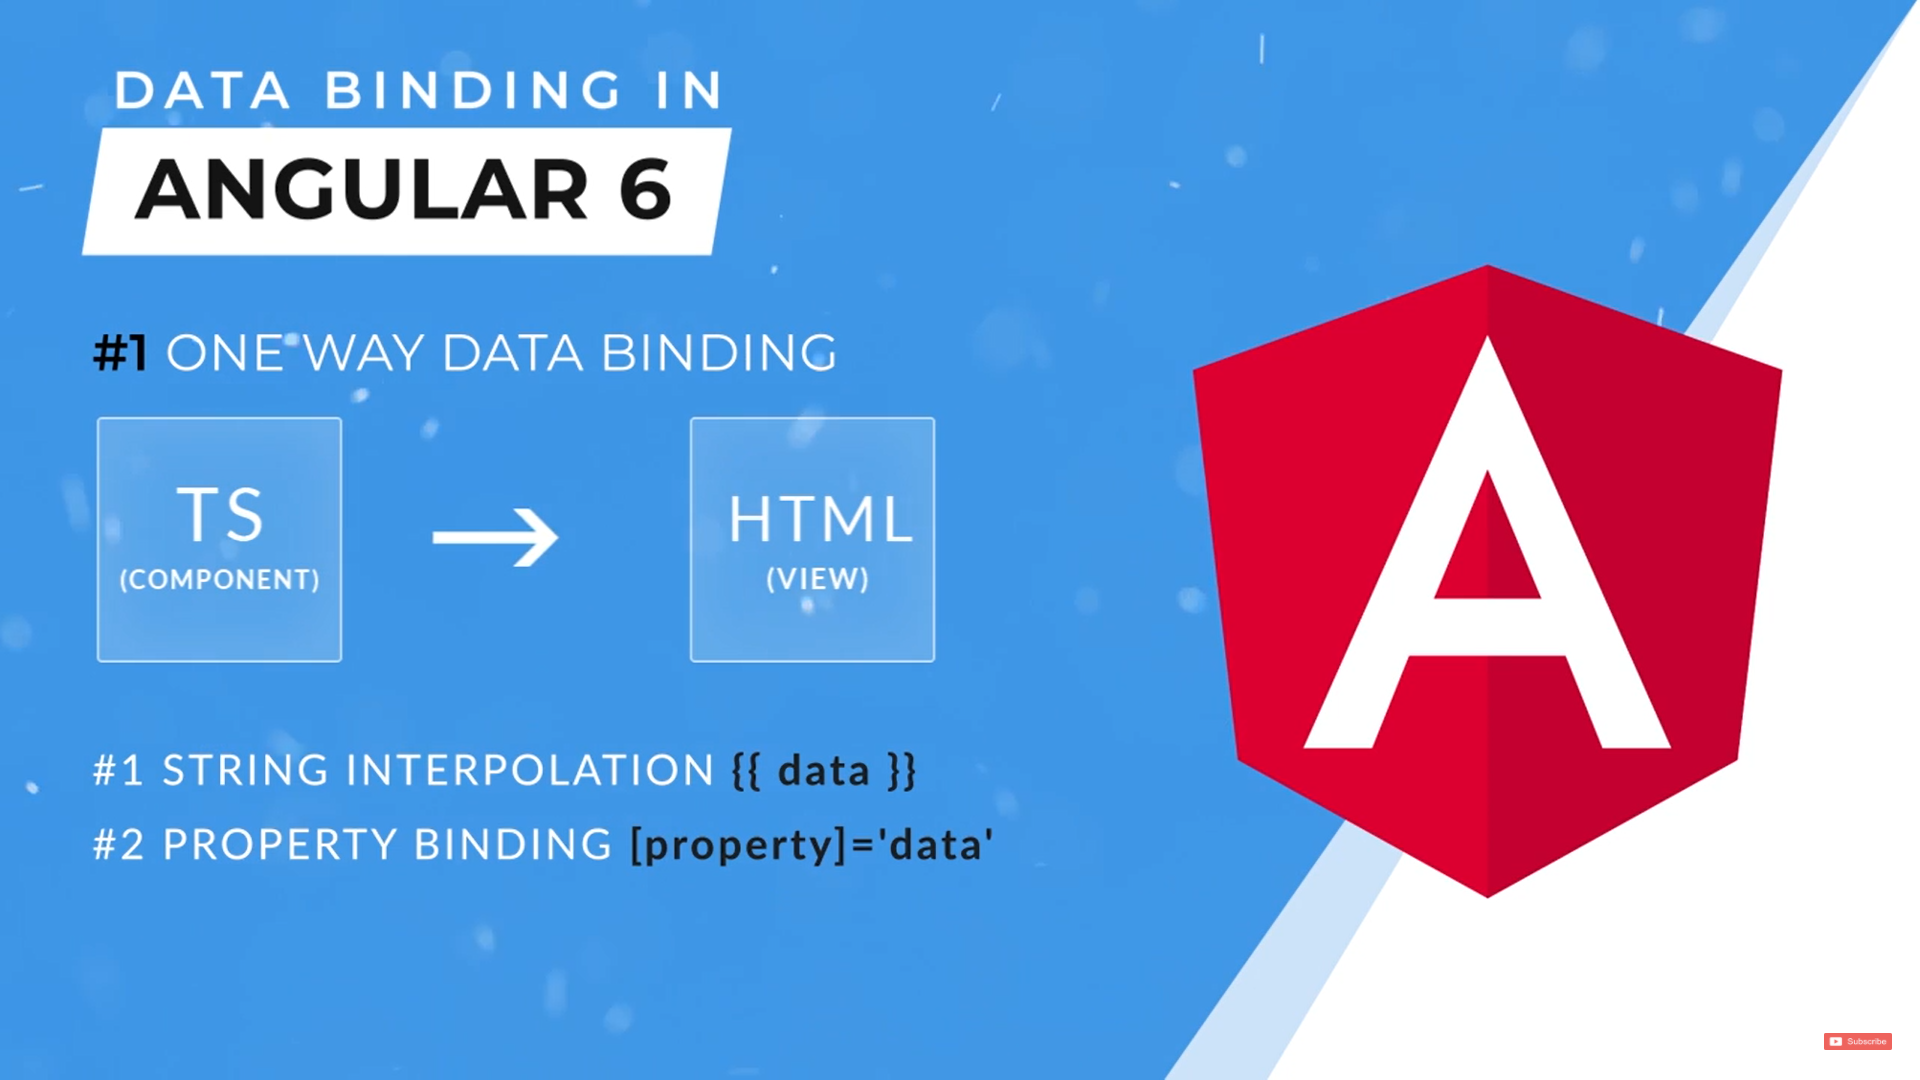 DATA BINDING IN
ANGULAR 6
#1 ONE WAY DATA BINDING
TS
(COMPONENT)
→
HTML
(VIEW)
#1 STRING INTERPOLATION {{ data }}
#2 PROPERTY BINDING [property]='data'
A
Subscribe